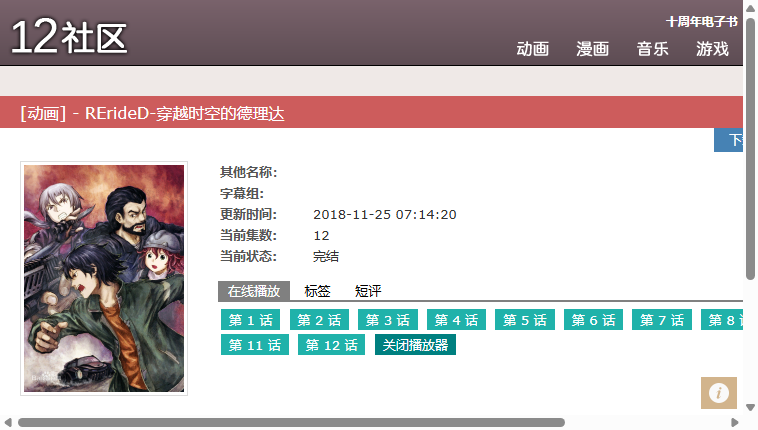 十周年电子书
12社区
动画 漫画 音乐 游戏
[动画] - RErideD-穿越时空的德理达
下
其他名称:
字幕组:
更新时间: 2018-11-25 07:14:20
当前集数: 12
当前状态: 完结
在线播放 标签 短评
第 1 话 第 2 话 第 3 话 第 4 话 第 5 话 第 6 话 第 7 话 第 8
第 11 话 第 12 话 关闭播放器
i